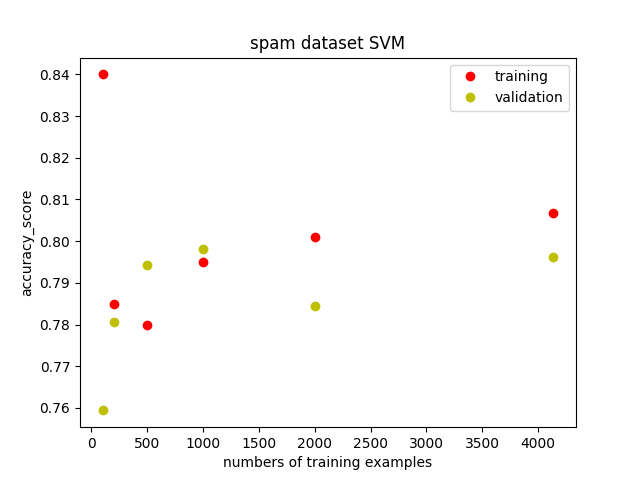 spam dataset SVM
training
validation
0.84
0.83
0.82
0.81
0.80
0.79
0.78
0.77
0.76
accuracy_score
0 500 1000 1500 2000 2500 3000 3500 4000
numbers of training examples